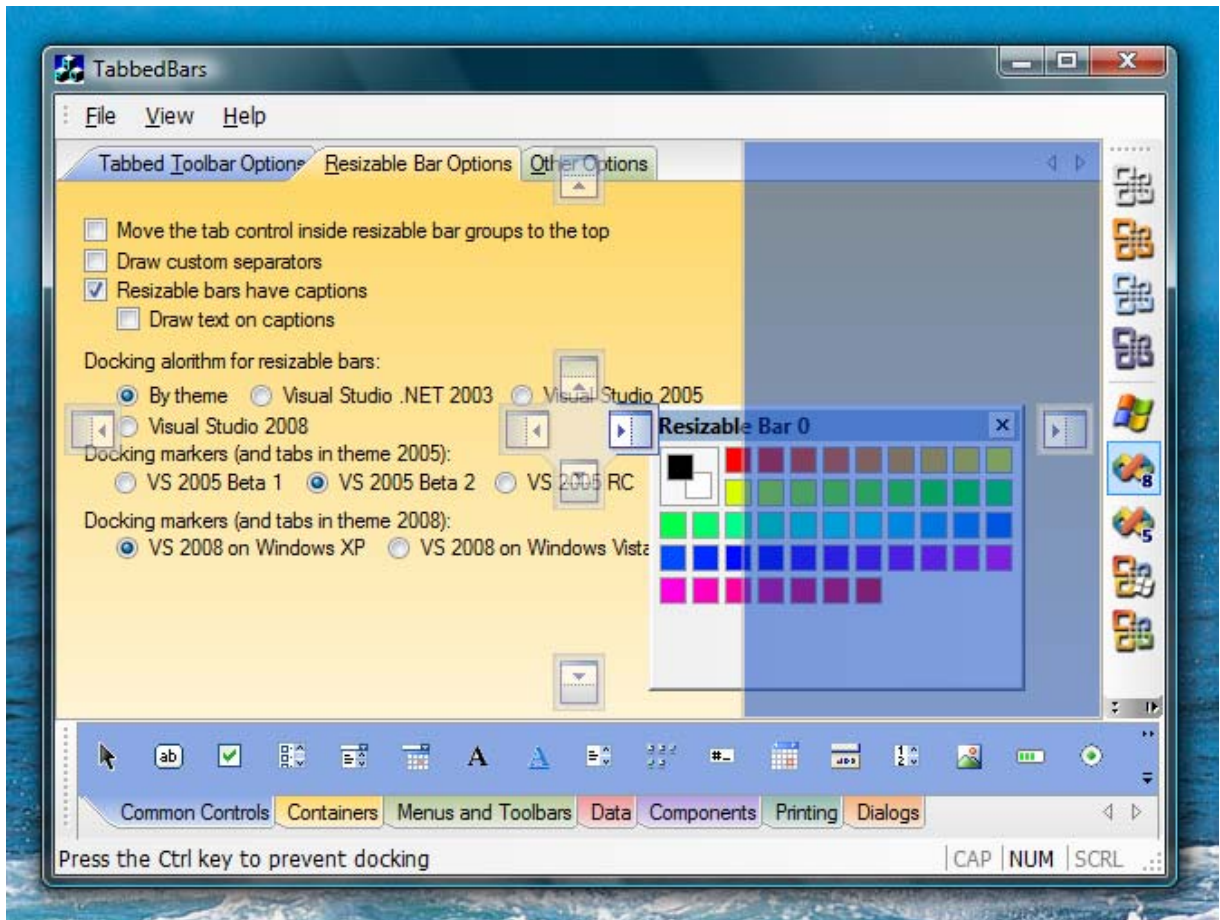 TabbedBars
File View Help
Tabbed Toolbar Options Resizable Bar Options Other Options
Move the tab control inside resizable bar groups to the top
Draw custom separators
Resizable bars have captions
Draw text on captions
Docking alorithm for resizable bars:
By theme Visual Studio .NET 2003 Visual Studio 2005
Visual Studio 2008
Resizable Bar 0
Docking markers (and tabs in theme 2005):
VS 2005 Beta 1 VS 2005 Beta 2 VS 2005 RC
Docking markers (and tabs in theme 2008):
VS 2008 on Windows XP VS 2008 on Windows Vista
8
5
ab A A #_ 1 2
Common Controls Containers Menus and Toolbars Data Components Printing Dialogs
Press the Ctrl key to prevent docking CAP NUM SCRL